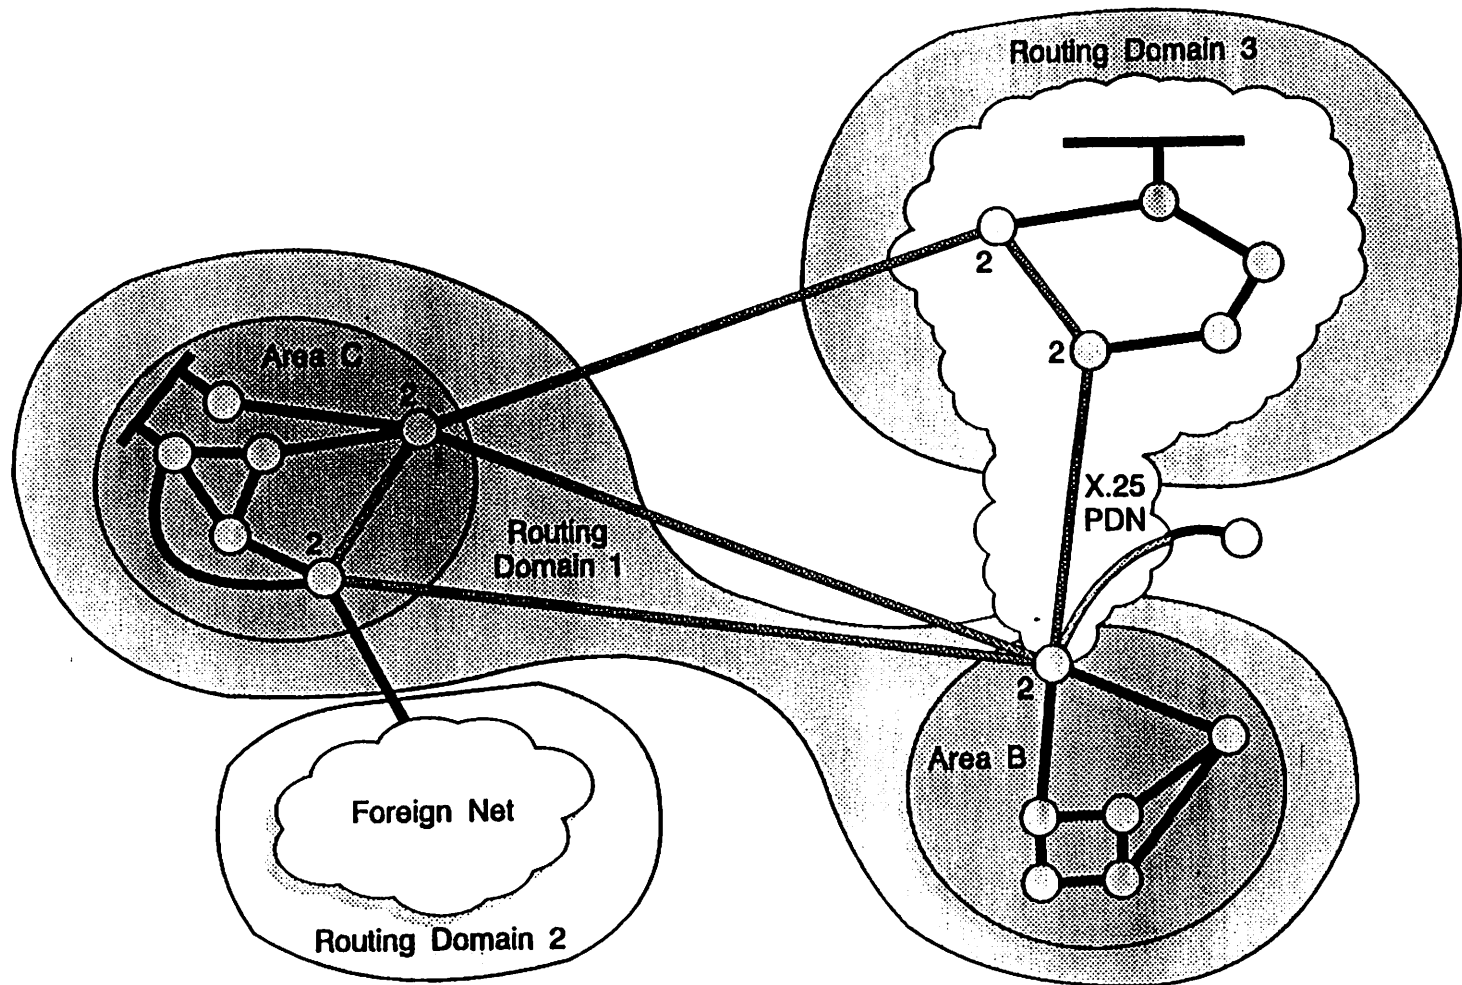 Routing Domain 3
2
2
Area C
2
X.25
PDN
Routing
Domain 1
2
2
Area B
Foreign Net
Routing Domain 2